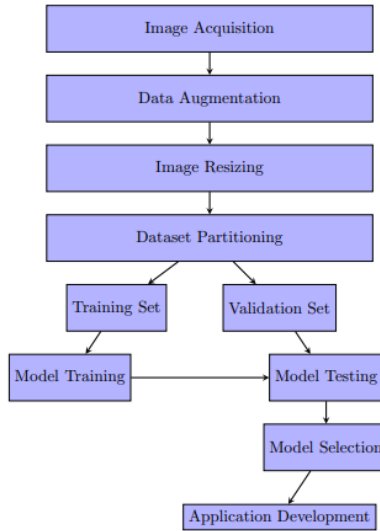 Image Acquisition
Data Augmentation
Image Resizing
Dataset Partitioning
Training Set
Validation Set
Model Training
Model Testing
Model Selection
Application Development